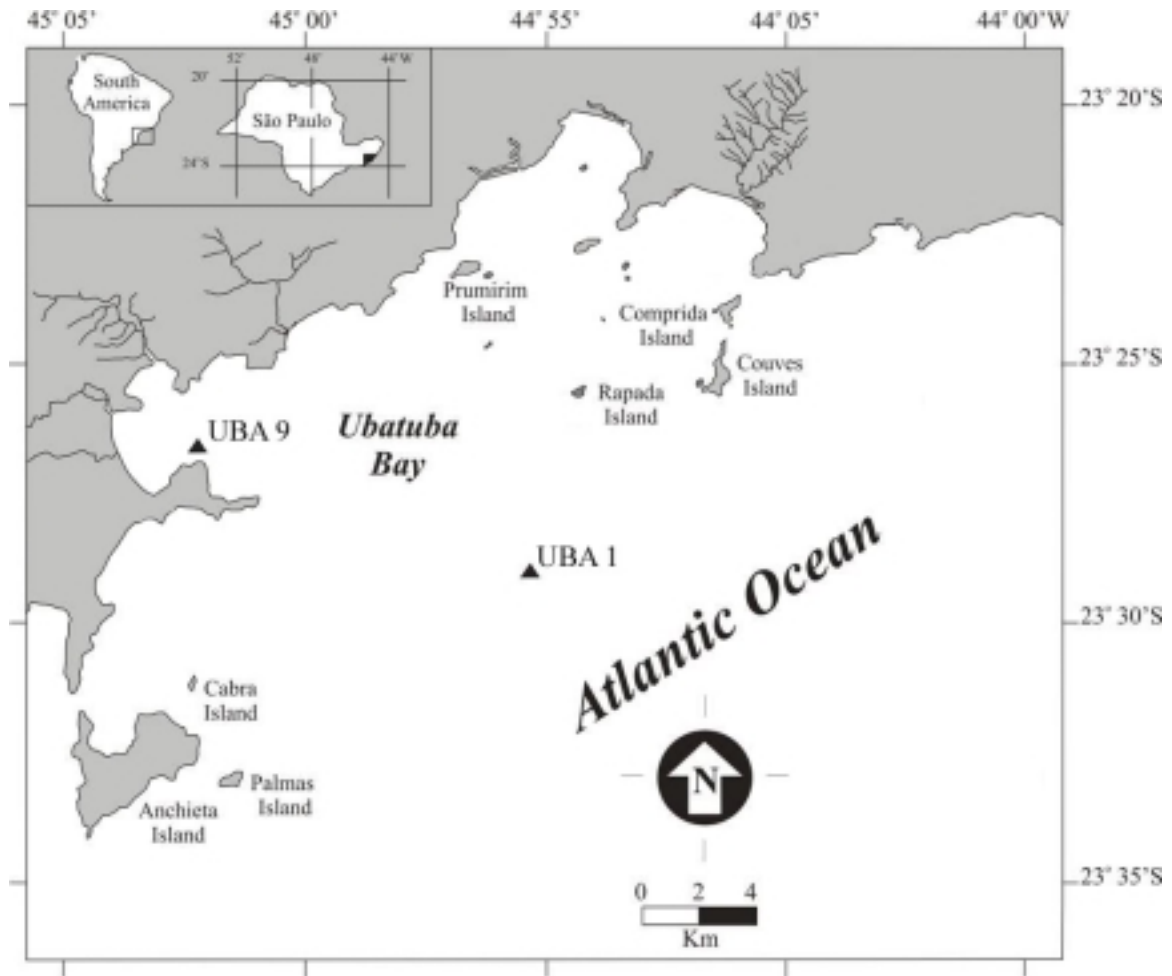 45° 05'
45° 00'
44° 55'
44° 05'
44° 00'W
52°
48°
44°W
20°
24°S
South
America
São Paulo
23° 20'S
23° 25'S
23° 30'S
23° 35'S
Prumirim
Island
Comprida
Island
Couves
Island
Rapada
Island
UBA 9
Ubatuba
Bay
UBA 1
Atlantic Ocean
Cabra
Island
Palmas
Island
Anchieta
Island
N
0 2 4
Km